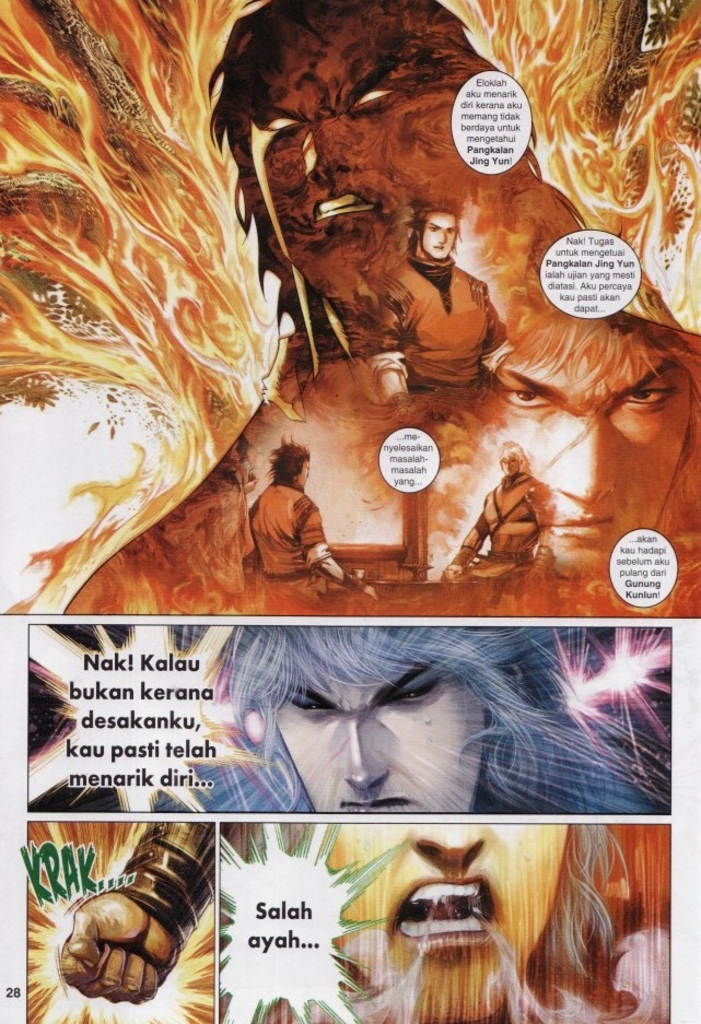 Eloklah
aku menarik
diri kerana aku
memang tidak
berdaya untuk
mengetahui
Pangkalan
Jing Yun!
Nak! Tugas
untuk mengetuai
Pangkalan Jing Yun
ialah ujian yang mesti
diatasi. Aku percaya
kau pasti akan
dapat...
...me-
nyelesaikan
masalah-
masalah
yang...
...akan
kau hadapi
sebelum aku
pulang dari
Gunung
Kunlun!
Nak! Kalau
bukan kerana
desakanku,
kau pasti telah
menarik diri...
KRAK....
Salah
ayah...
28